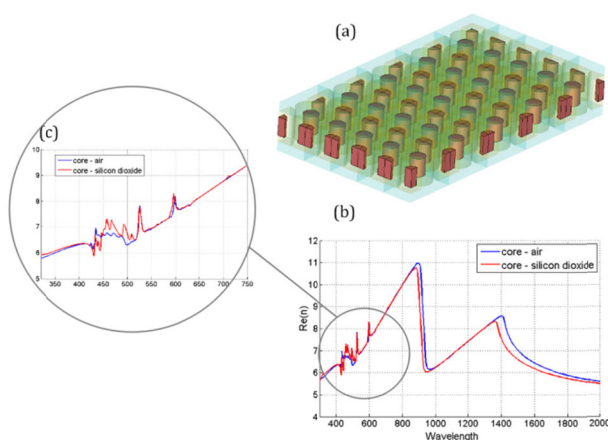 (a)
(c)
10
9
8
7
6
5
core - air
core - silicon dioxide
350 400 450 500 550 600 650 700 750
(b)
12
11
10
9
8
7
6
5
4
Re(n)
core - air
core - silicon dioxide
400 600 800 1000 1200 1400 1600 1800 2000
Wavelength